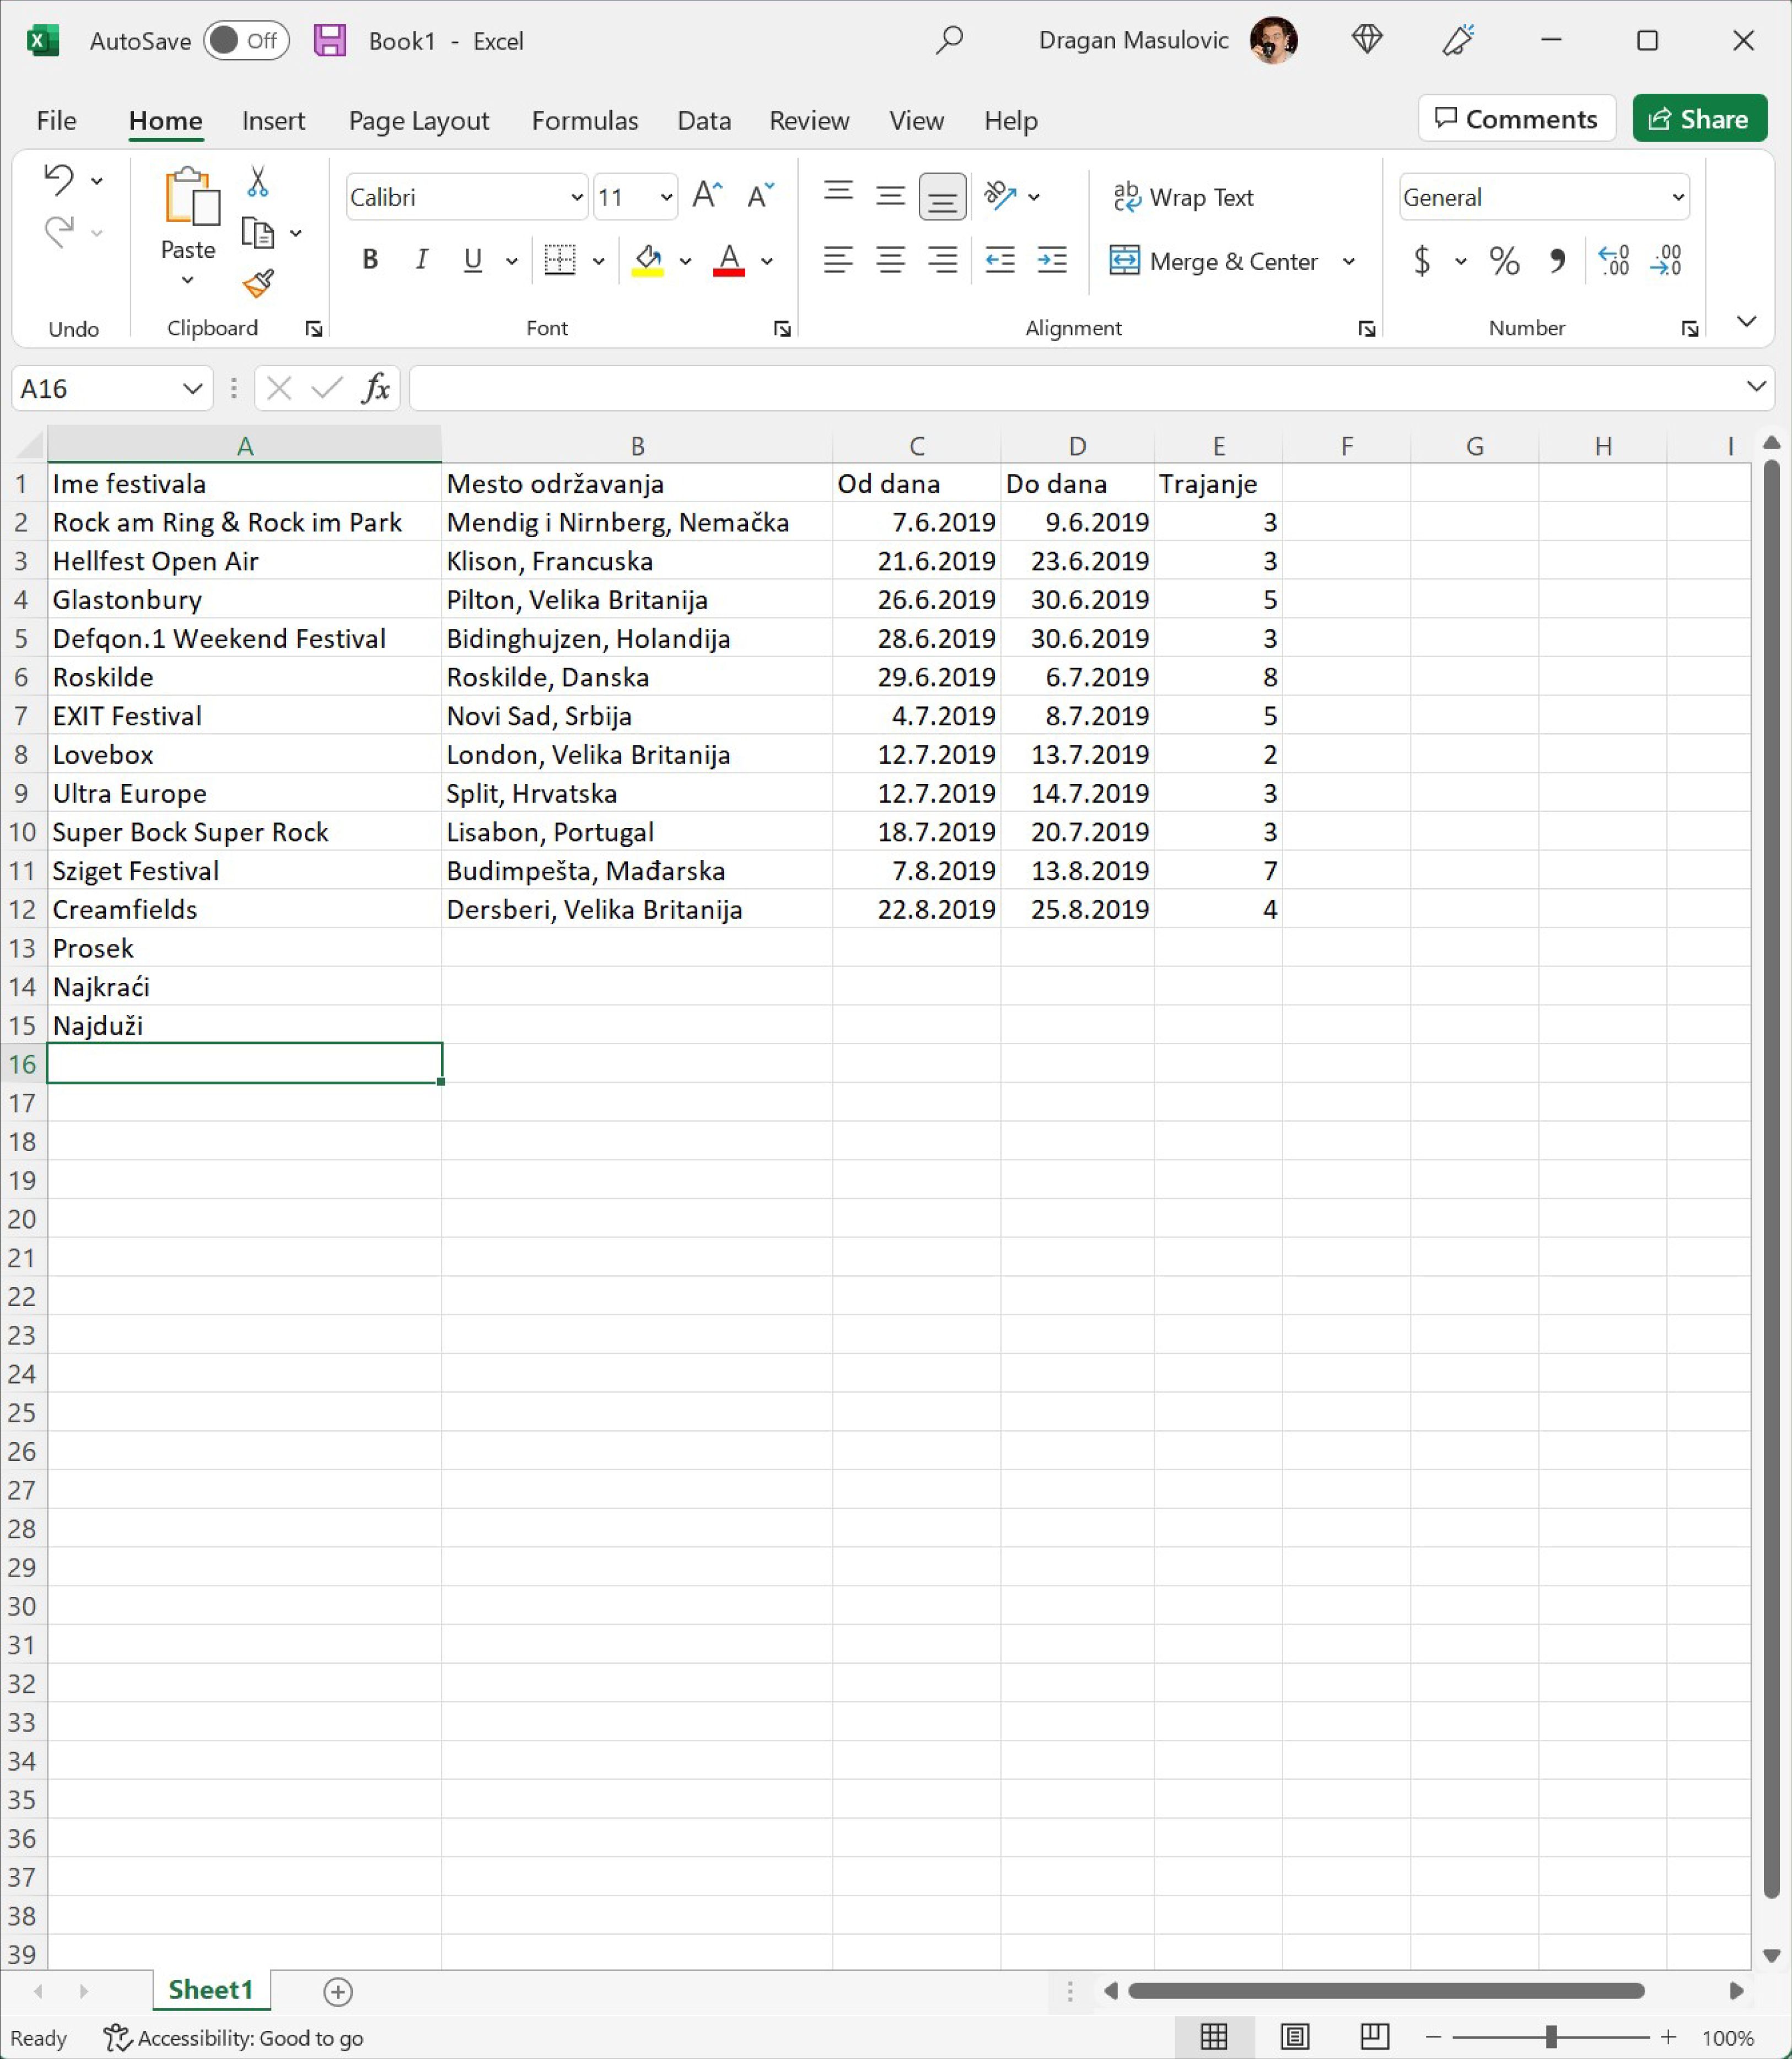 AutoSave Off Book1 - Excel Dragan Masulovic
File Home Insert Page Layout Formulas Data Review View Help Comments Share
Calibri 11 Wrap Text General
Paste B I U A Merge & Center $ % , .00 .00
Undo Clipboard Font Alignment Number
A16 fx
A B C D E F G H I
1 Ime festivala Mesto održavanja Od dana Do dana Trajanje
2 Rock am Ring & Rock im Park Mendig i Nirnberg, Nemačka 7.6.2019 9.6.2019 3
3 Hellfest Open Air Klison, Francuska 21.6.2019 23.6.2019 3
4 Glastonbury Pilton, Velika Britanija 26.6.2019 30.6.2019 5
5 Defqon.1 Weekend Festival Bidinghujzen, Holandija 28.6.2019 30.6.2019 3
6 Roskilde Roskilde, Danska 29.6.2019 6.7.2019 8
7 EXIT Festival Novi Sad, Srbija 4.7.2019 8.7.2019 5
8 Lovebox London, Velika Britanija 12.7.2019 13.7.2019 2
9 Ultra Europe Split, Hrvatska 12.7.2019 14.7.2019 3
10 Super Bock Super Rock Lisabon, Portugal 18.7.2019 20.7.2019 3
11 Sziget Festival Budimpešta, Mađarska 7.8.2019 13.8.2019 7
12 Creamfields Dersberi, Velika Britanija 22.8.2019 25.8.2019 4
13 Prosek
14 Najkraći
15 Najduži
16
17
18
19
20
21
22
23
24
25
26
27
28
29
30
31
32
33
34
35
36
37
38
39
Sheet1
Ready Accessibility: Good to go 100%